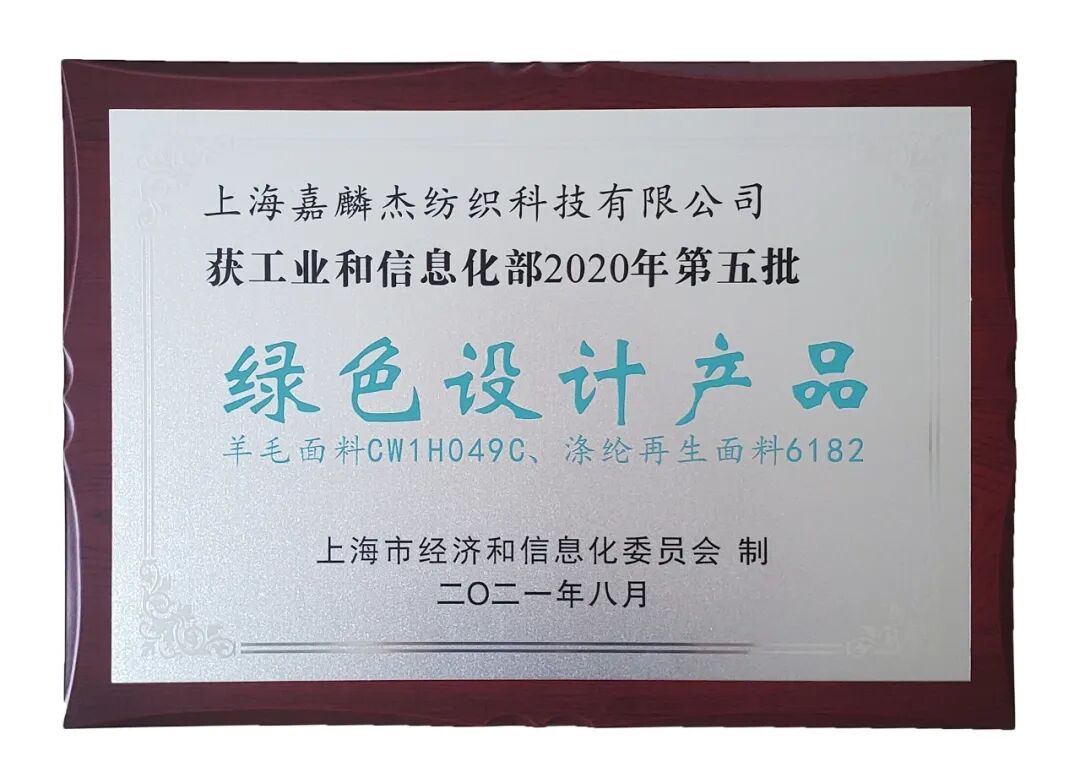 上海嘉麟杰纺织科技有限公司
获工业和信息化部2020年第五批
绿色设计产品
羊毛面料CW1H049C、涤纶再生面料6182
上海市经济和信息化委员会 制
二〇二一年八月